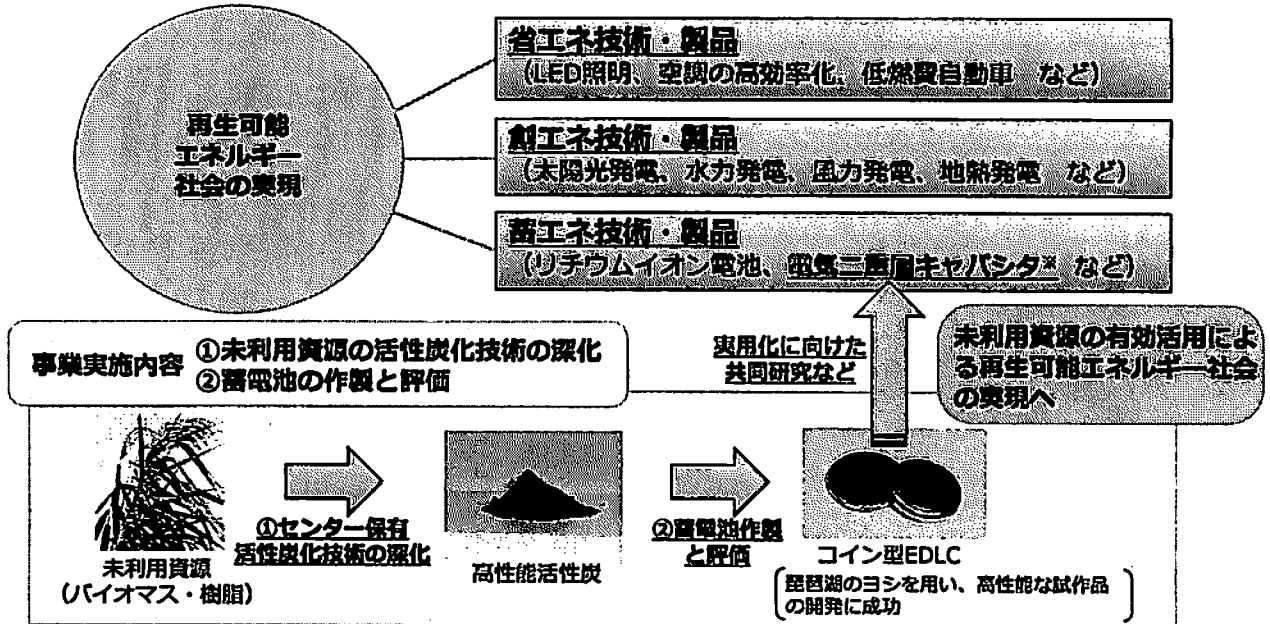 再生可能
エネルギー
社会の実現
省エネ技術・製品
(LED照明、空調の高効率化、低燃費自動車 など)
創エネ技術・製品
(太陽光発電、水力発電、風力発電、地熱発電 など)
蓄エネ技術・製品
(リチウムイオン電池、電気二重層キャパシタ※ など)
事業実施内容
①未利用資源の活性炭化技術の深化
②蓄電池の作製と評価
実用化に向けた
共同研究など
未利用資源の有効活用によ
る再生可能エネルギー社会
の実現へ
未利用資源
(バイオマス・樹脂)
①センター保有
活性炭化技術の深化
高性能活性炭
②蓄電池作製
と評価
コイン型EDLC
琵琶湖のヨシを用い、高性能な試作品
の開発に成功